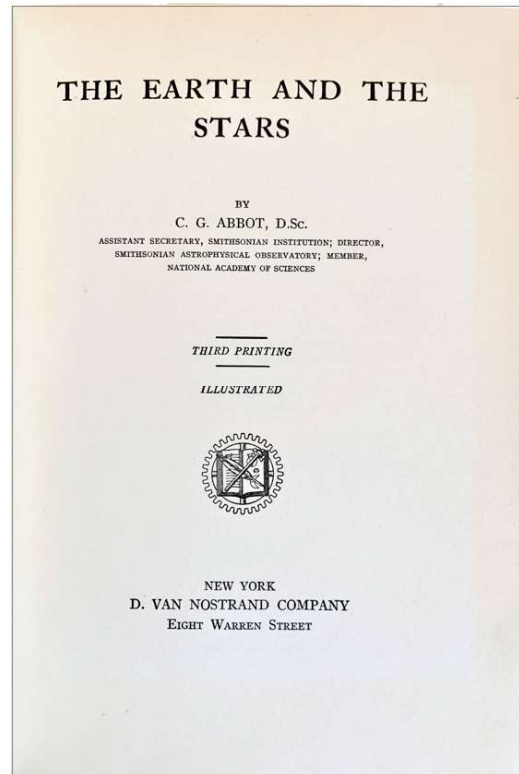 THE EARTH AND THE
STARS
BY
C. G. ABBOT, D.Sc.
ASSISTANT SECRETARY, SMITHSONIAN INSTITUTION; DIRECTOR,
SMITHSONIAN ASTROPHYSICAL OBSERVATORY; MEMBER,
NATIONAL ACADEMY OF SCIENCES
THIRD PRINTING
ILLUSTRATED
NEW YORK
D. VAN NOSTRAND COMPANY
EIGHT WARREN STREET